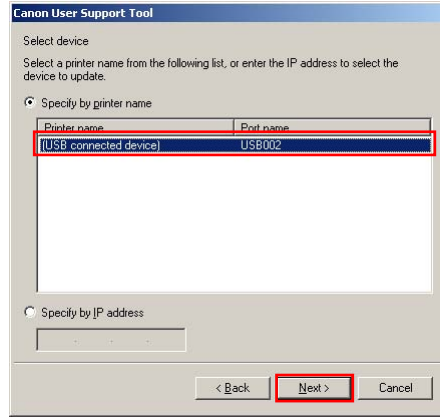 Canon User Support Tool
Select device
Select a printer name from the following list, or enter the IP address to select the
device to update.
Specify by printer name
Printer name Port name
(USB connected device) USB002
Specify by IP address
. . .
< Back Next > Cancel